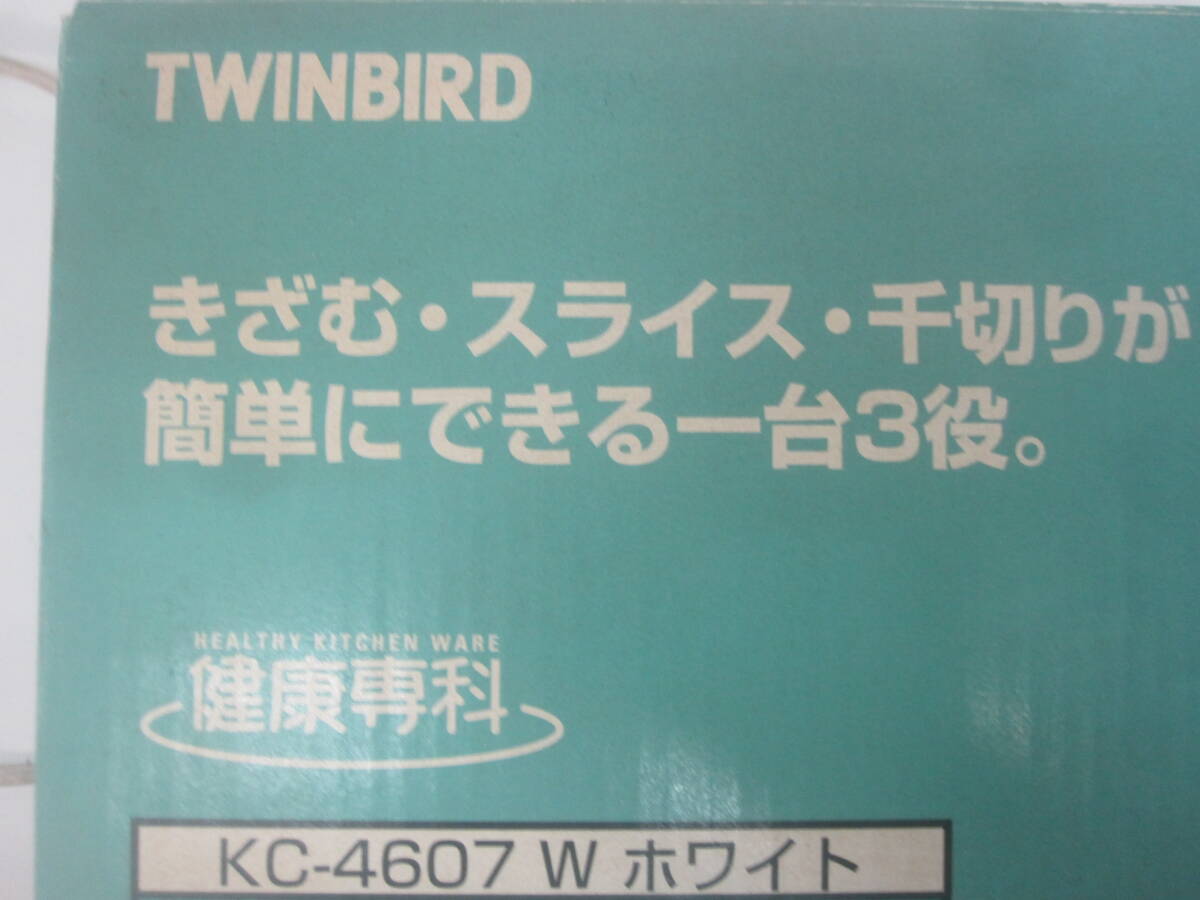 TWINBIRD
きざむ・スライス・千切りが
簡単にできる一台3役。
HEALTHY KITCHEN WARE
健康専科
KC-4607 W ホワイト